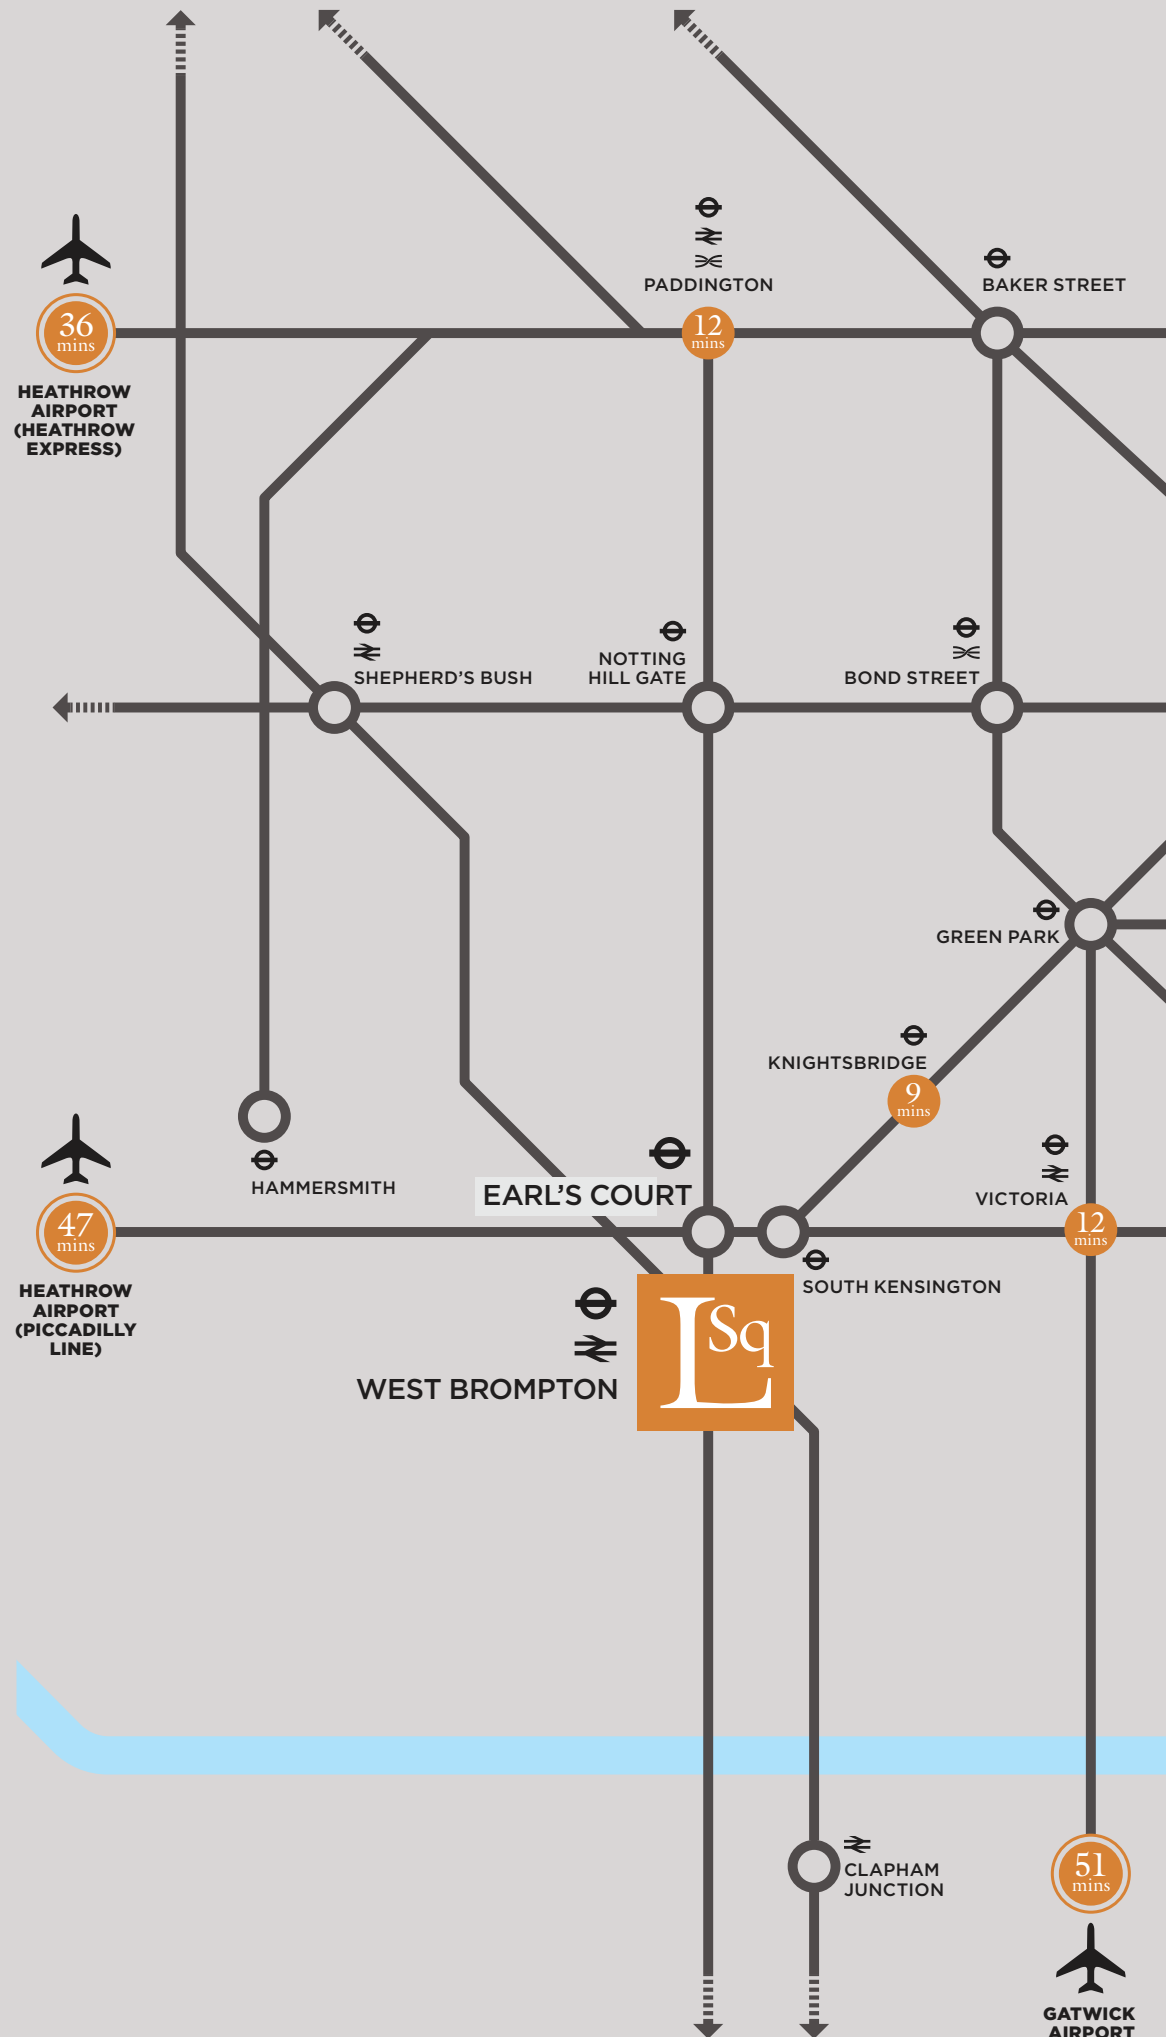 PADDINGTON
BAKER STREET
36
mins
12
mins
HEATHROW
AIRPORT
(HEATHROW
EXPRESS)
SHEPHERD’S BUSH
NOTTING
HILL GATE
BOND STREET
GREEN PARK
KNIGHTSBRIDGE
9
mins
HAMMERSMITH
EARL’S COURT
VICTORIA
47
mins
12
mins
HEATHROW
AIRPORT
(PICCADILLY
LINE)
SOUTH KENSINGTON
LSq
WEST BROMPTON
CLAPHAM
JUNCTION
51
mins
GATWICK
AIRPORT